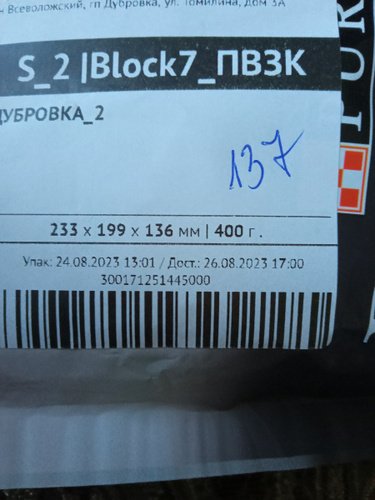 н Всеволожский, гп Дубровка, ул. Томилина, дом 3А
S_2 |Block7_ПВЗК
ДУБРОВКА_2
137
233 x 199 x 136 мм | 400 г.
Упак: 24.08.2023 13:01 / Дост.: 26.08.2023 17:00
300171251445000
PUR